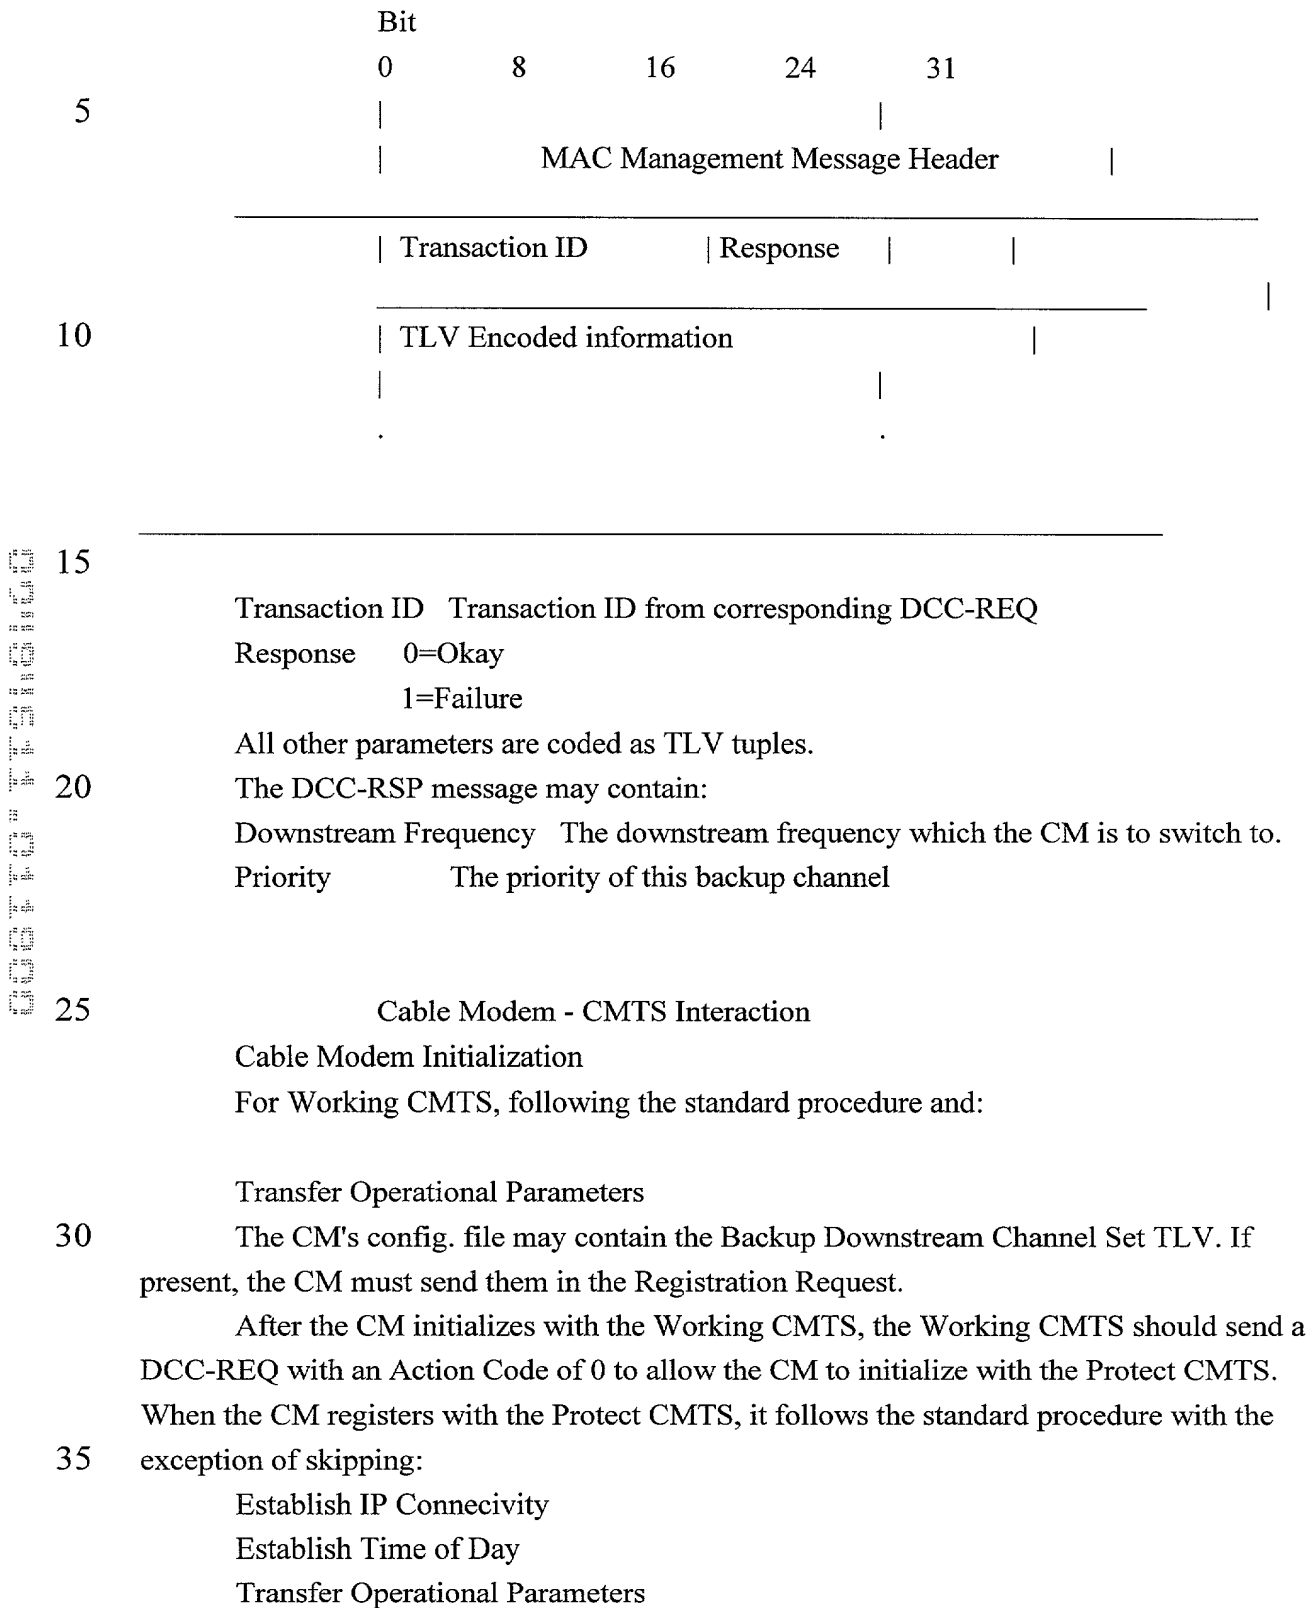 Bit
0 8 16 24 31
5 | |
| MAC Management Message Header |
| Transaction ID | Response | |
|
10 | TLV Encoded information |
| |
. .
15
Transaction ID Transaction ID from corresponding DCC-REQ
Response 0=Okay
1=Failure
All other parameters are coded as TLV tuples.
20 The DCC-RSP message may contain:
Downstream Frequency The downstream frequency which the CM is to switch to.
Priority The priority of this backup channel
25 Cable Modem - CMTS Interaction
Cable Modem Initialization
For Working CMTS, following the standard procedure and:
Transfer Operational Parameters
30 The CM's config. file may contain the Backup Downstream Channel Set TLV. If
present, the CM must send them in the Registration Request.
After the CM initializes with the Working CMTS, the Working CMTS should send a
DCC-REQ with an Action Code of 0 to allow the CM to initialize with the Protect CMTS.
When the CM registers with the Protect CMTS, it follows the standard procedure with the
35 exception of skipping:
Establish IP Connecivity
Establish Time of Day
Transfer Operational Parameters